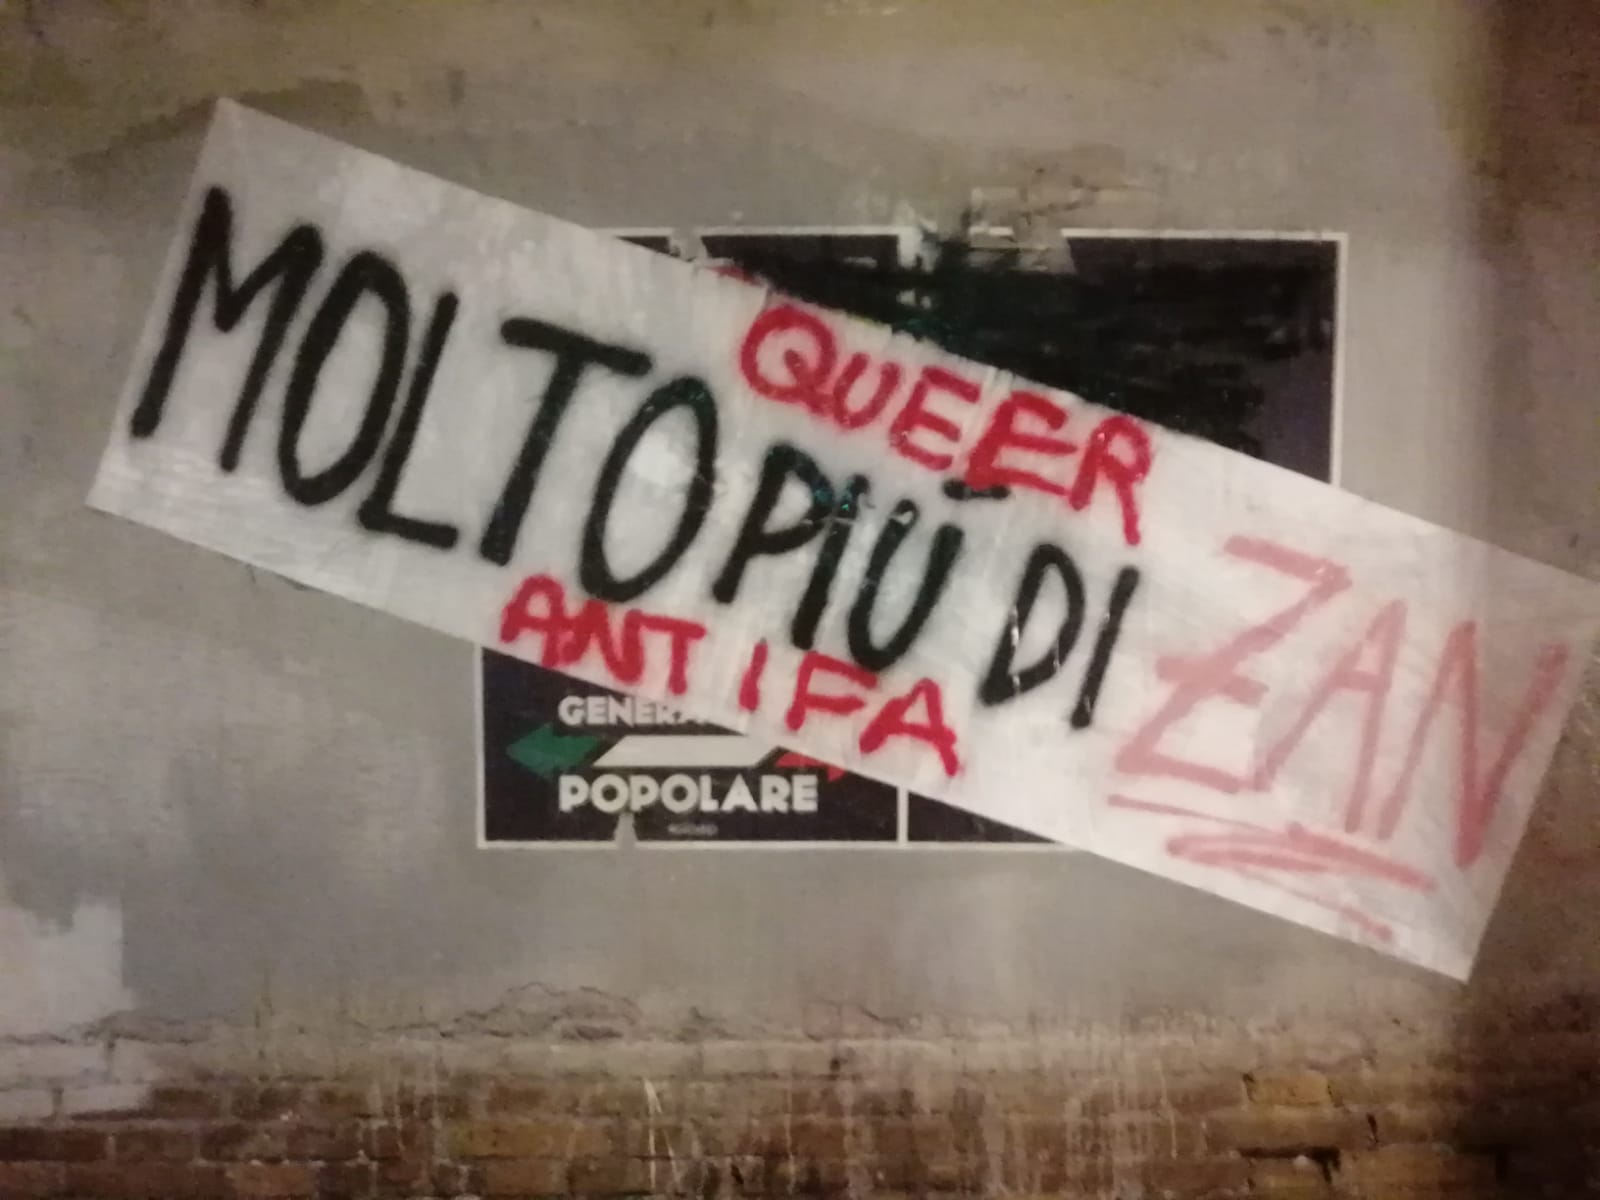 QUEER
MOLTO PIÙ DI ZAN
ANTIFA
POPOLARE